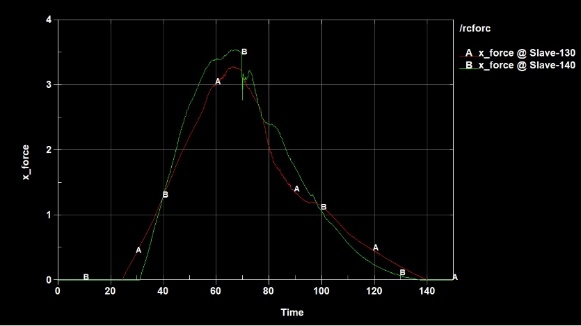 /rcforc
A x_force @ Slave-130
B x_force @ Slave-140
4
3
2
1
0
x_force
B
A
A
B
A
B
B
A
B
A
0 20 40 60 80 100 120 140
Time